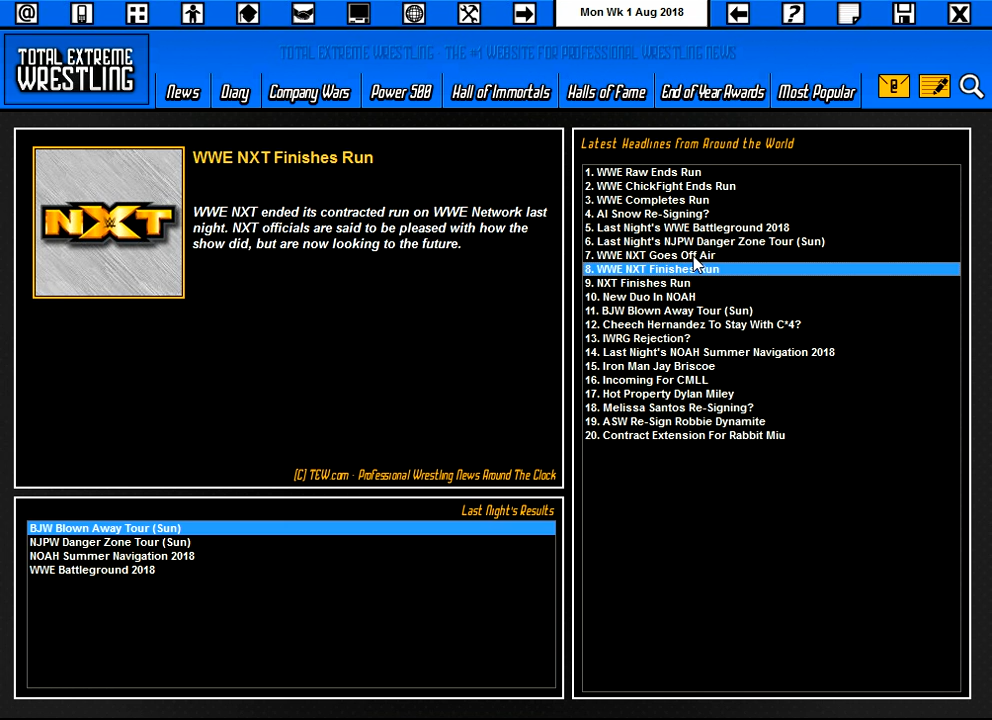 Mon Wk 1 Aug 2018
TOTAL EXTREME
WRESTLING
TOTAL EXTREME WRESTLING - THE #1 WEBSITE FOR PROFESSIONAL WRESTLING NEWS
News
Diary
Company Wars
Power 500
Hall of Immortals
Halls of Fame
End of Year Awards
Most Popular
NXT
WWE NXT Finishes Run
WWE NXT ended its contracted run on WWE Network last
night. NXT officials are said to be pleased with how the
show did, but are now looking to the future.
(C) TEW.com - Professional Wrestling News Around The Clock
Last Night's Results
BJW Blown Away Tour (Sun)
NJPW Danger Zone Tour (Sun)
NOAH Summer Navigation 2018
WWE Battleground 2018
Latest Headlines From Around the World
1. WWE Raw Ends Run
2. WWE ChickFight Ends Run
3. WWE Completes Run
4. Al Snow Re-Signing?
5. Last Night's WWE Battleground 2018
6. Last Night's NJPW Danger Zone Tour (Sun)
7. WWE NXT Goes Off Air
8. WWE NXT Finishes Run
9. NXT Finishes Run
10. New Duo In NOAH
11. BJW Blown Away Tour (Sun)
12. Cheech Hernandez To Stay With C*4?
13. IWRG Rejection?
14. Last Night's NOAH Summer Navigation 2018
15. Iron Man Jay Briscoe
16. Incoming For CMLL
17. Hot Property Dylan Miley
18. Melissa Santos Re-Signing?
19. ASW Re-Sign Robbie Dynamite
20. Contract Extension For Rabbit Miu